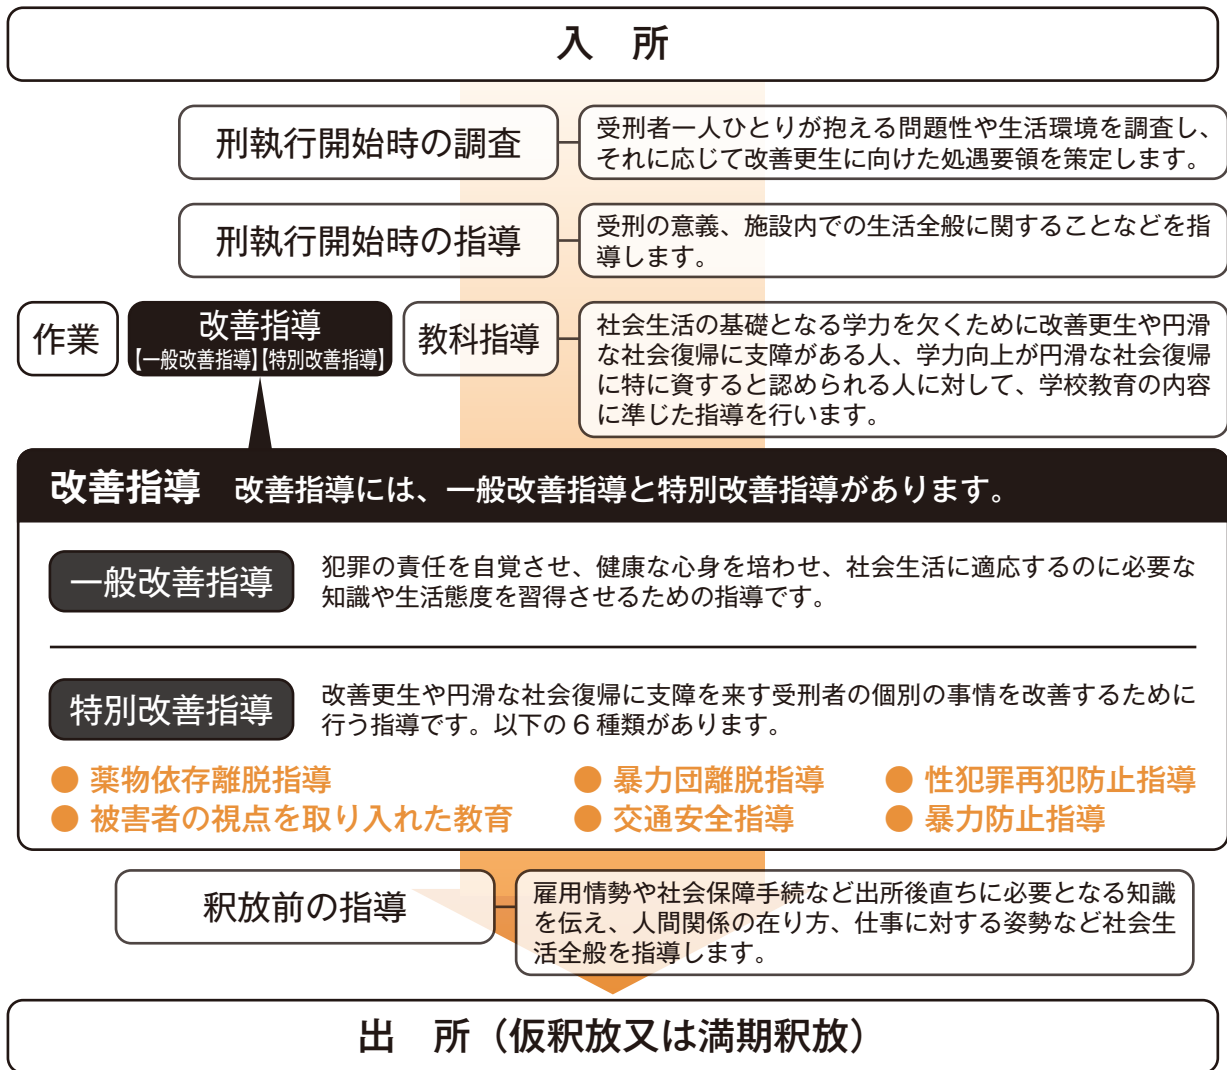 入　所
刑執行開始時の調査
受刑者一人ひとりが抱える問題性や生活環境を調査し、
それに応じて改善更生に向けた処遇要領を策定します。
刑執行開始時の指導
受刑の意義、施設内での生活全般に関することなどを指
導します。
作業
改善指導
【一般改善指導】【特別改善指導】
教科指導
社会生活の基礎となる学力を欠くために改善更生や円滑
な社会復帰に支障がある人、学力向上が円滑な社会復帰
に特に資すると認められる人に対して、学校教育の内容
に準じた指導を行います。
改善指導　改善指導には、一般改善指導と特別改善指導があります。
一般改善指導
犯罪の責任を自覚させ、健康な心身を培わせ、社会生活に適応するのに必要な
知識や生活態度を習得させるための指導です。
特別改善指導
改善更生や円滑な社会復帰に支障を来す受刑者の個別の事情を改善するために
行う指導です。以下の６種類があります。
● 薬物依存離脱指導　● 暴力団離脱指導　● 性犯罪再犯防止指導
● 被害者の視点を取り入れた教育　● 交通安全指導　● 暴力防止指導
釈放前の指導
雇用情勢や社会保障手続など出所後直ちに必要となる知識
を伝え、人間関係の在り方、仕事に対する姿勢など社会生
活全般を指導します。
出　所（仮釈放又は満期釈放）